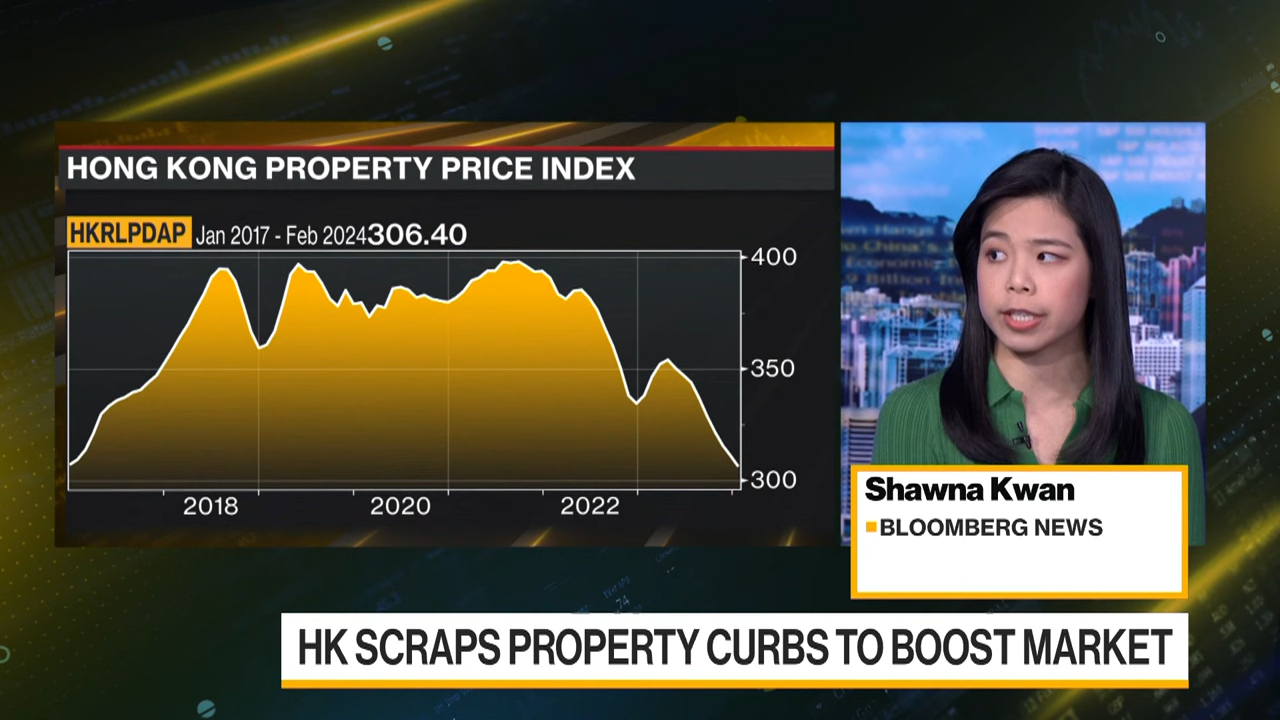 HONG KONG PROPERTY PRICE INDEX
HKRLPDAP Jan 2017 - Feb 2024 306.40
400
350
300
2018 2020 2022
Shawna Kwan
BLOOMBERG NEWS
HK SCRAPS PROPERTY CURBS TO BOOST MARKET